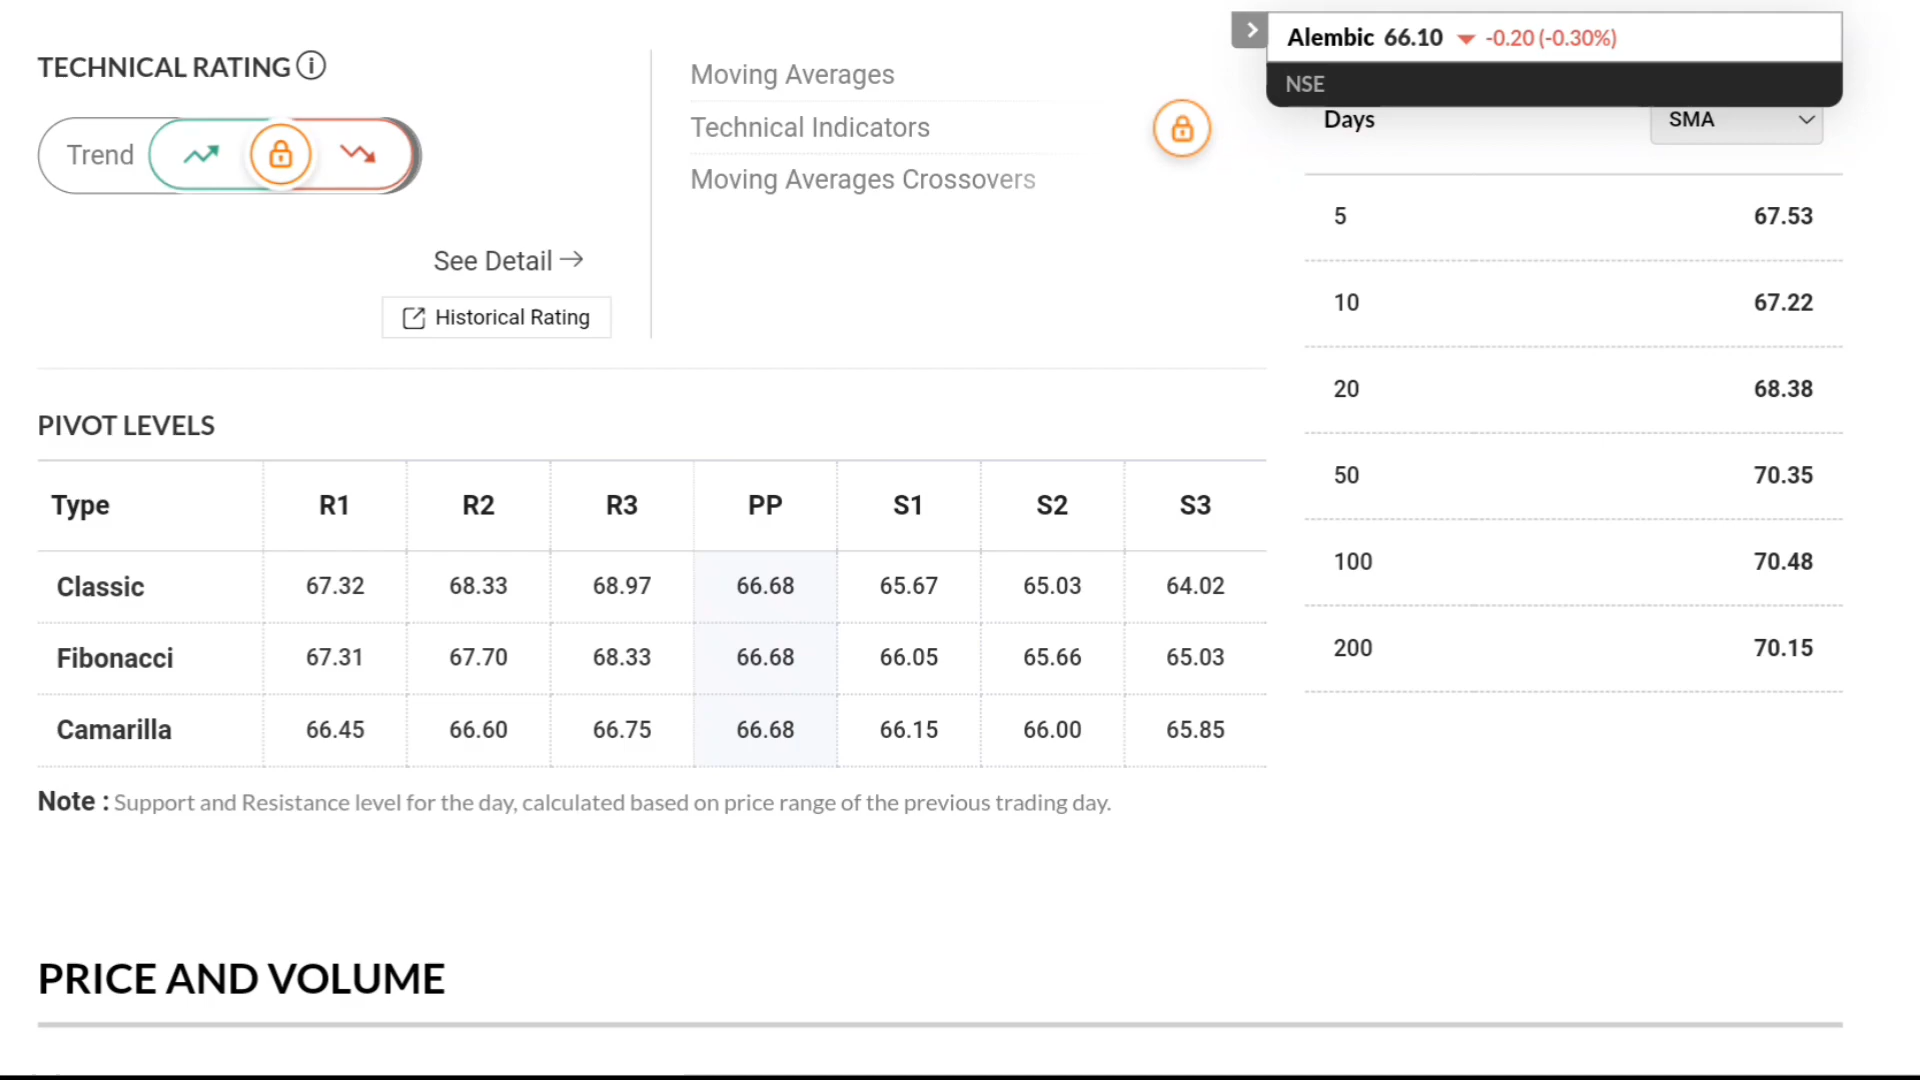 TECHNICAL RATING
Trend
See Detail
Historical Rating
Moving Averages
Technical Indicators
Moving Averages Crossovers
Alembic 66.10 -0.20 (-0.30%)
NSE
Days SMA
5 67.53
10 67.22
20 68.38
50 70.35
100 70.48
200 70.15
PIVOT LEVELS
Type R1 R2 R3 PP S1 S2 S3
Classic 67.32 68.33 68.97 66.68 65.67 65.03 64.02
Fibonacci 67.31 67.70 68.33 66.68 66.05 65.66 65.03
Camarilla 66.45 66.60 66.75 66.68 66.15 66.00 65.85
Note : Support and Resistance level for the day, calculated based on price range of the previous trading day.
PRICE AND VOLUME